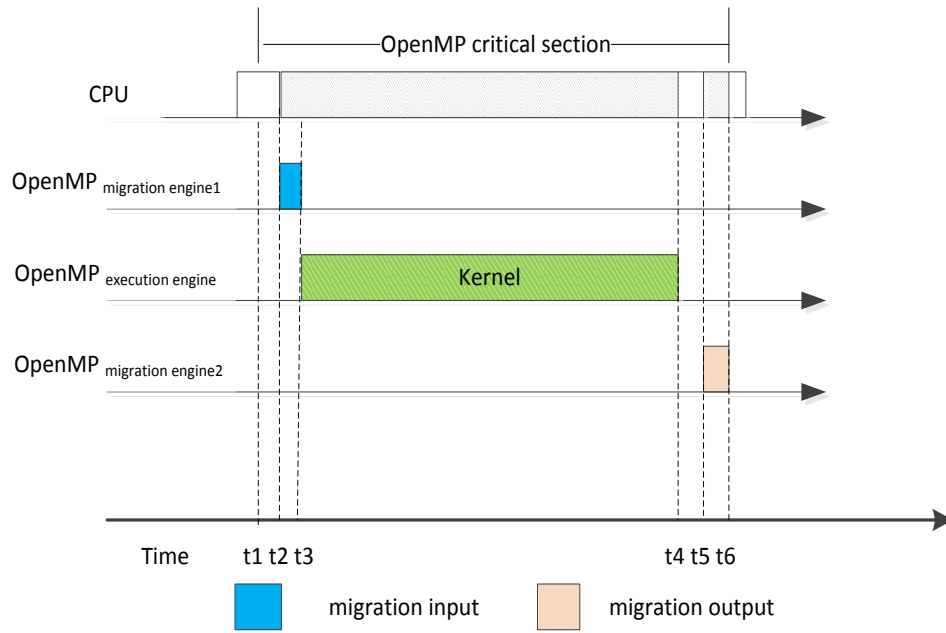 OpenMP critical section
CPU
OpenMP migration engine1
OpenMP execution engine
Kernel
OpenMP migration engine2
Time t1 t2 t3 t4 t5 t6
migration input migration output